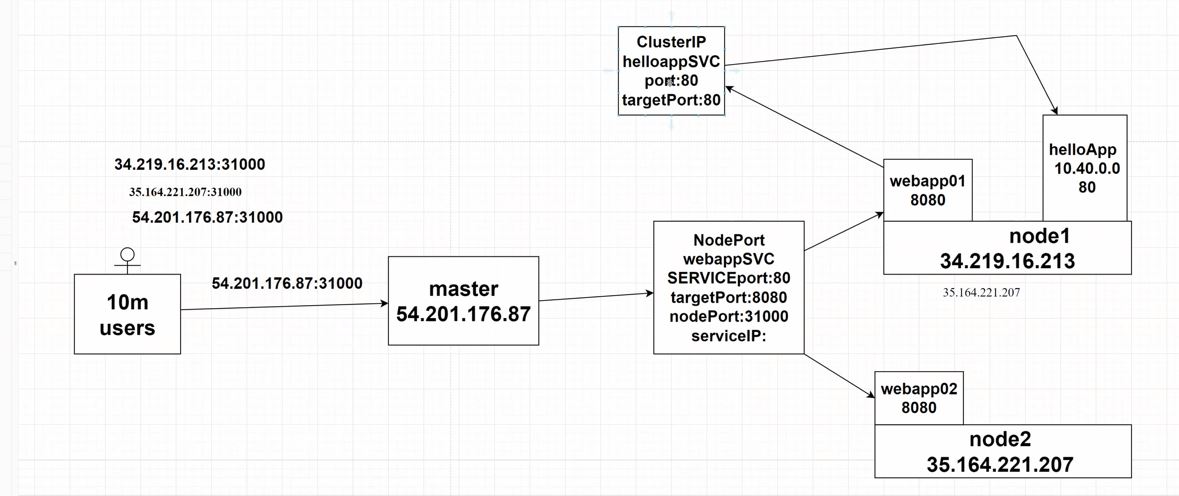 ClusterIP
helloappSVC
port:80
targetPort:80
34.219.16.213:31000
35.164.221.207:31000
54.201.176.87:31000
10m
users
54.201.176.87:31000
master
54.201.176.87
NodePort
webappSVC
SERVICEport:80
targetPort:8080
nodePort:31000
serviceIP:
webapp01
8080
helloApp
10.40.0.0
80
node1
34.219.16.213
35.164.221.207
webapp02
8080
node2
35.164.221.207